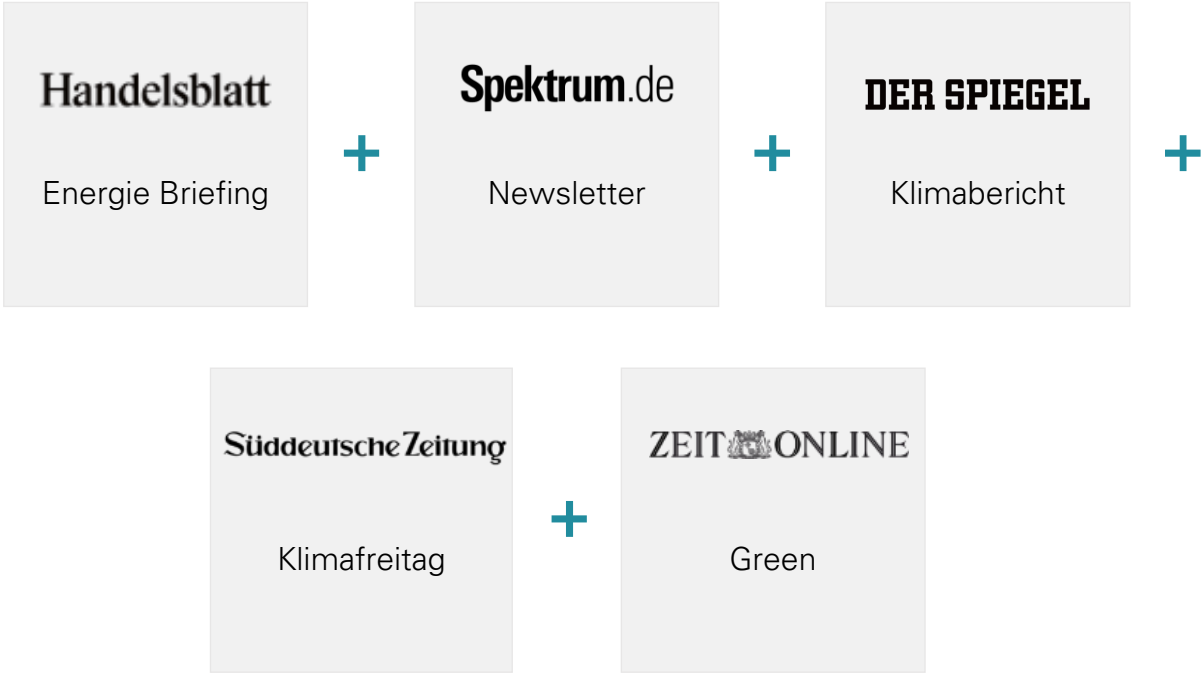 Handelsblatt
Energie Briefing
+
Spektrum.de
Newsletter
+
DER SPIEGEL
Klimabericht
+
Süddeutsche Zeitung
Klimafreitag
+
ZEIT ONLINE
Green